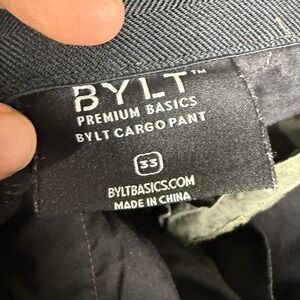 BYLT™
PREMIUM BASICS
BYLT CARGO PANT
33
BYLTBASICS.COM
MADE IN CHINA